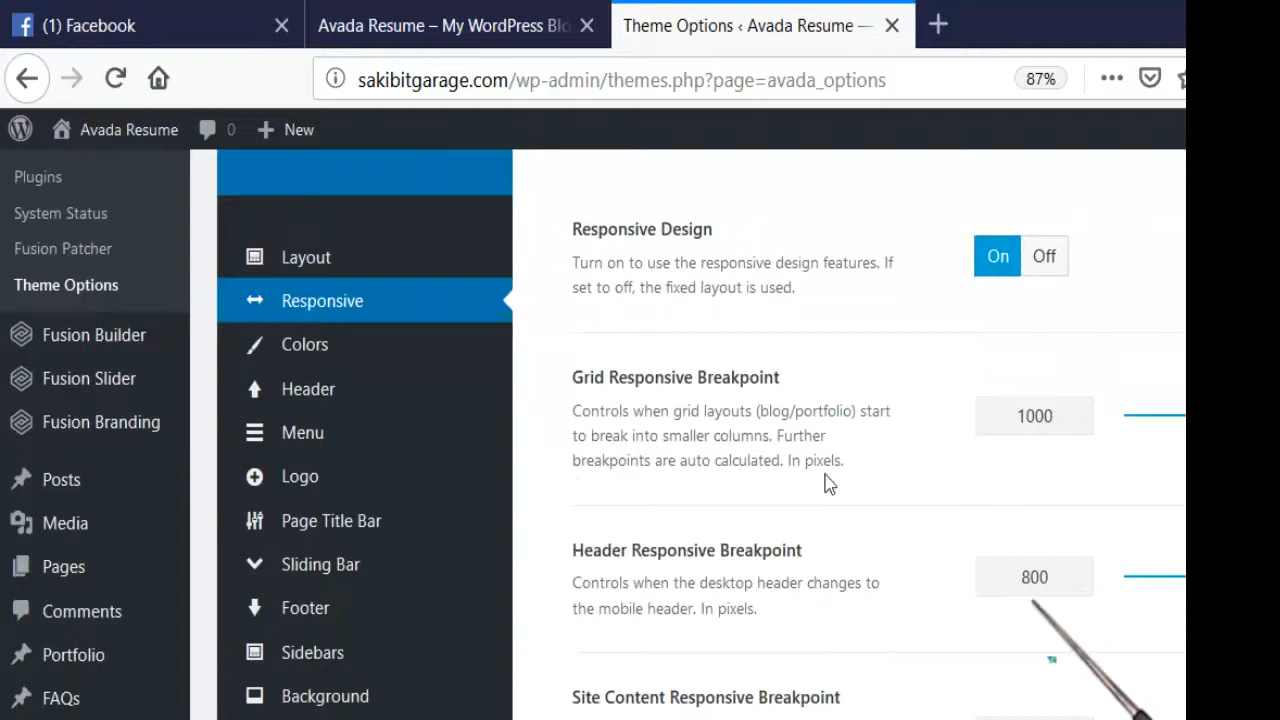 (1) Facebook
Avada Resume – My WordPress Blo
Theme Options ‹ Avada Resume —
sakibitgarage.com/wp-admin/themes.php?page=avada_options
87%
Avada Resume
0
New
Plugins
System Status
Fusion Patcher
Theme Options
Fusion Builder
Fusion Slider
Fusion Branding
Posts
Media
Pages
Comments
Portfolio
FAQs
Layout
Responsive
Colors
Header
Menu
Logo
Page Title Bar
Sliding Bar
Footer
Sidebars
Background
Responsive Design
Turn on to use the responsive design features. If
set to off, the fixed layout is used.
On Off
Grid Responsive Breakpoint
Controls when grid layouts (blog/portfolio) start
to break into smaller columns. Further
breakpoints are auto calculated. In pixels.
1000
Header Responsive Breakpoint
Controls when the desktop header changes to
the mobile header. In pixels.
800
Site Content Responsive Breakpoint